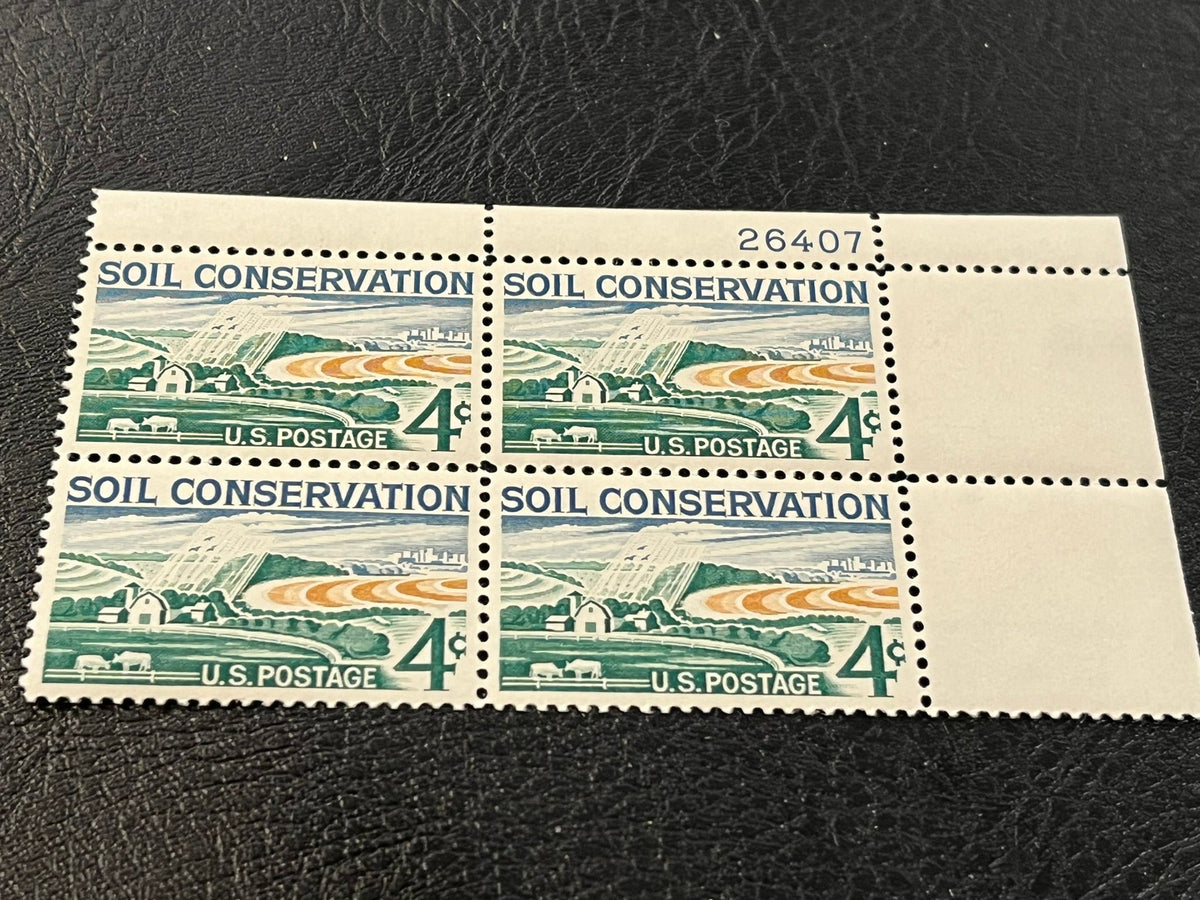 26407
SOIL CONSERVATION
4¢
U.S. POSTAGE
SOIL CONSERVATION
4¢
U.S. POSTAGE
SOIL CONSERVATION
4¢
U.S. POSTAGE
SOIL CONSERVATION
4¢
U.S. POSTAGE